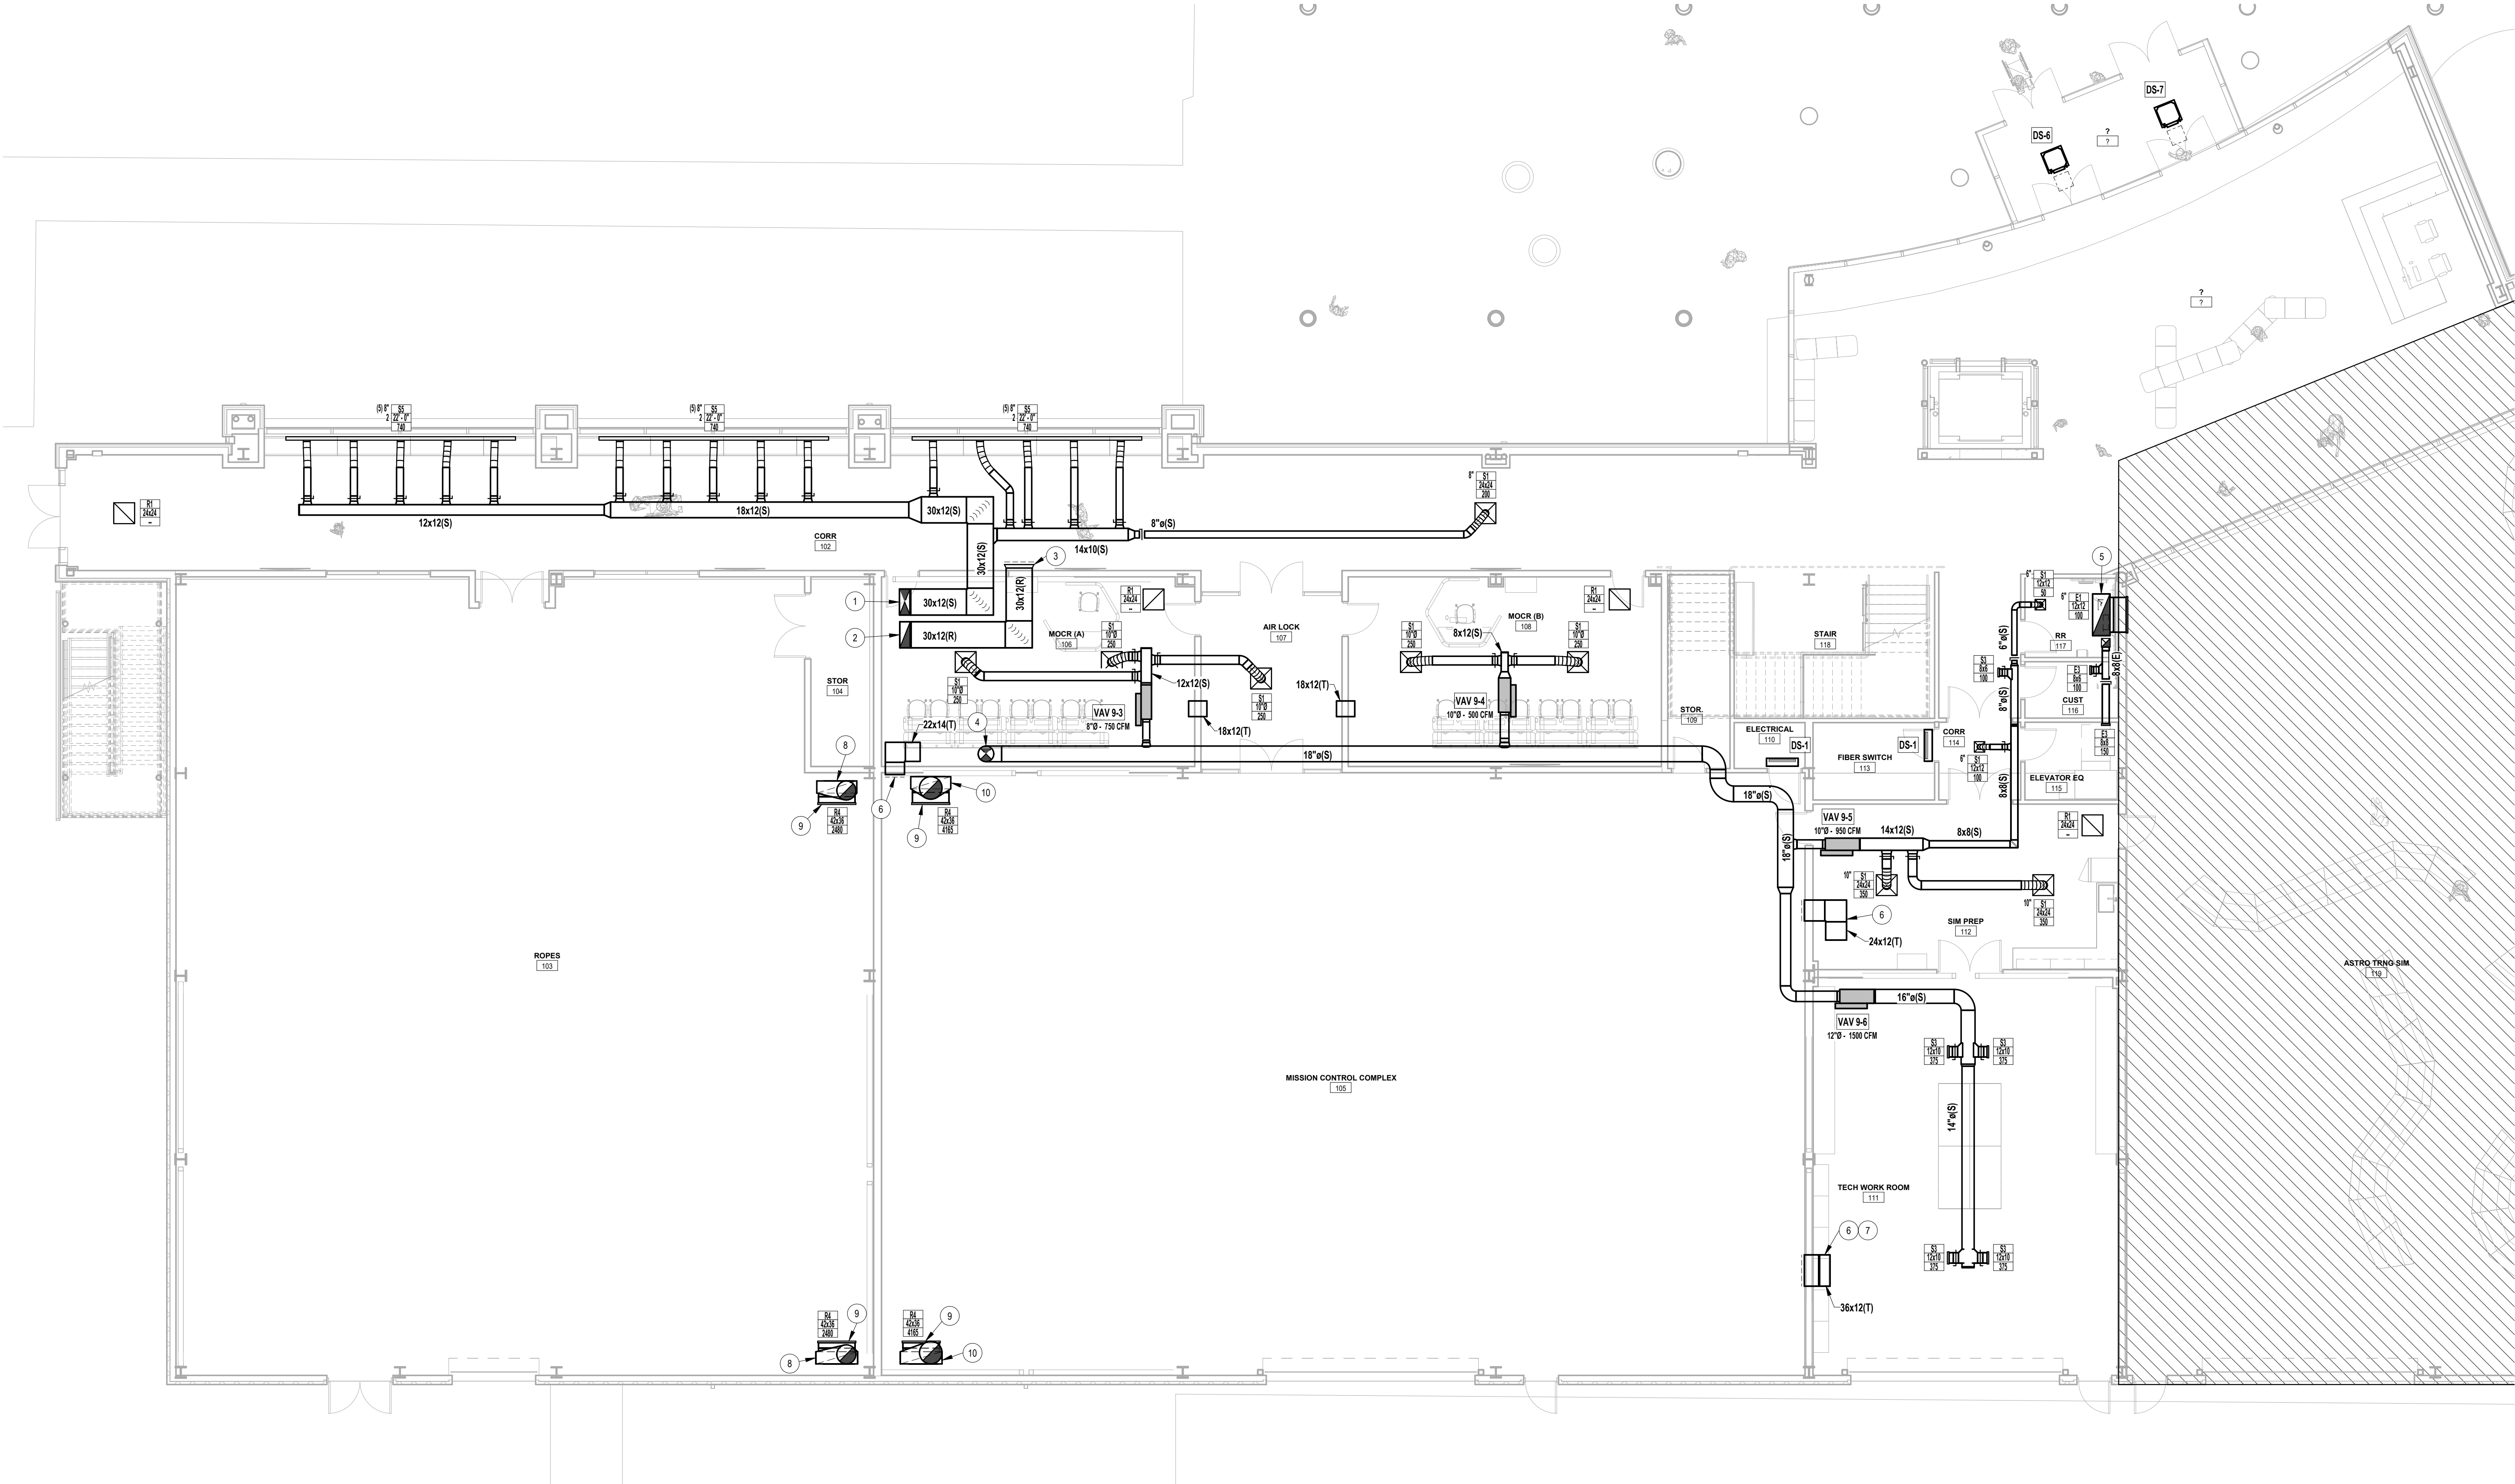 DS-7
DS-6
?
?
?
?
(5) 8"
S5
2
22' - 0"
740
(5) 8"
S5
2
22' - 0"
740
(5) 8"
S5
2
22' - 0"
740
R1
24x24
--
12x12(S)
18x12(S)
30x12(S)
14x10(S)
8"ø(S)
8"
S1
24x24
200
CORR
102
30x12(S)
3
30x12(R)
1
30x12(S)
2
30x12(R)
MOCR (A)
106
R1
24x24
--
S1
10"Ø
250
AIR LOCK
107
S1
10"Ø
250
8x12(S)
MOCR (B)
108
S1
10"Ø
250
R1
24x24
--
STAIR
118
5
6"
S1
12x12
50
6"
E1
12x12
100
RR
117
6"ø(S)
S3
8x6
100
E3
8x6
100
8x8(E)
8"ø(S)
CUST
116
STOR
104
S1
10"Ø
250
12x12(S)
VAV 9-3
8"Ø - 750 CFM
S1
10"Ø
250
18x12(T)
18x12(T)
VAV 9-4
10"Ø - 500 CFM
STOR.
109
22x14(T)
4
18"ø(S)
ELECTRICAL
110
DS-1
FIBER SWITCH
113
DS-1
CORR
114
6"
S1
12x12
100
E3
8x8
150
ELEVATOR EQ
115
8x8(S)
8
9
R4
42x36
2480
6
10
9
R4
42x36
4165
18"ø(S)
18"ø(S)
VAV 9-5
10"Ø - 950 CFM
14x12(S)
8x8(S)
R1
24x24
--
10"
S1
24x24
350
10"
S1
24x24
350
6
24x12(T)
SIM PREP
112
ROPES
103
ASTRO TRNG SIM
119
16"ø(S)
VAV 9-6
12"Ø - 1500 CFM
S3
12x10
375
S3
12x10
375
MISSION CONTROL COMPLEX
105
14"ø(S)
TECH WORK ROOM
111
6
7
S3
12x10
375
S3
12x10
375
36x12(T)
R4
42x36
2480
9
8
R4
42x36
4165
9
10